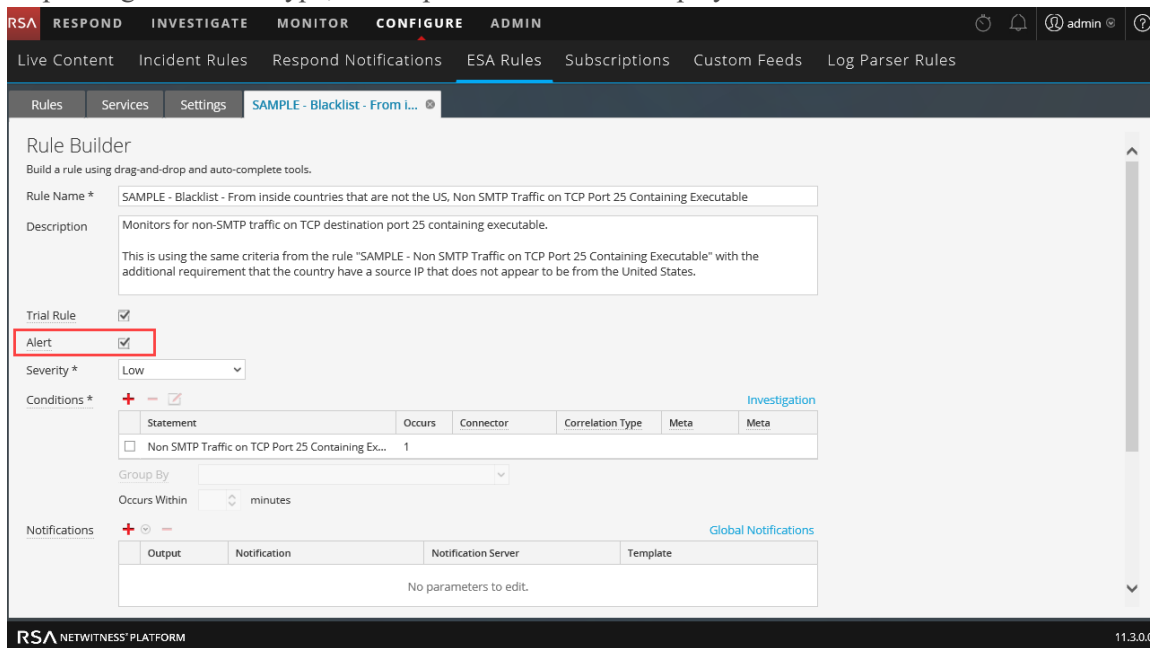 RSA RESPOND INVESTIGATE MONITOR CONFIGURE ADMIN admin
Live Content Incident Rules Respond Notifications ESA Rules Subscriptions Custom Feeds Log Parser Rules
Rules Services Settings SAMPLE - Blacklist - From i...
Rule Builder
Build a rule using drag-and-drop and auto-complete tools.
Rule Name * SAMPLE - Blacklist - From inside countries that are not the US, Non SMTP Traffic on TCP Port 25 Containing Executable
Description Monitors for non-SMTP traffic on TCP destination port 25 containing executable.
This is using the same criteria from the rule "SAMPLE - Non SMTP Traffic on TCP Port 25 Containing Executable" with the
additional requirement that the country have a source IP that does not appear to be from the United States.
Trial Rule
Alert
Severity * Low
Conditions * Investigation
Statement Occurs Connector Correlation Type Meta Meta
Non SMTP Traffic on TCP Port 25 Containing Ex... 1
Group By
Occurs Within minutes
Notifications Global Notifications
Output Notification Notification Server Template
No parameters to edit.
RSA NETWITNESS® PLATFORM 11.3.0.0